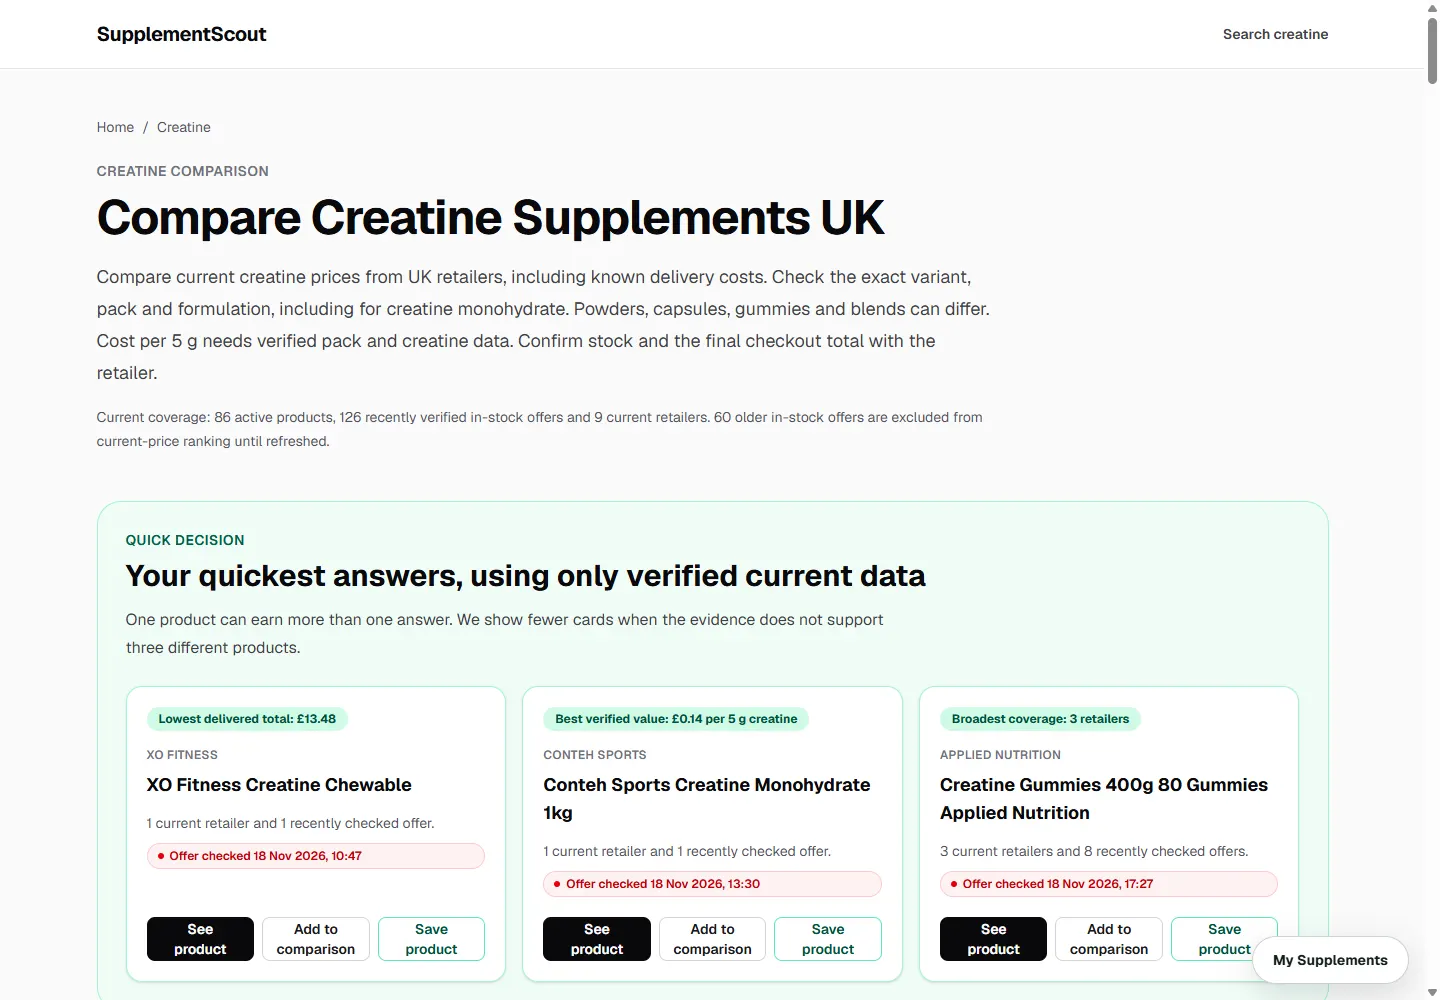 SupplementScout
Search creatine
Home / Creatine
CREATINE COMPARISON
Compare Creatine Supplements UK
Compare current creatine prices from UK retailers, including known delivery costs. Check the exact variant,
pack and formulation, including for creatine monohydrate. Powders, capsules, gummies and blends can differ.
Cost per 5 g needs verified pack and creatine data. Confirm stock and the final checkout total with the
retailer.
Current coverage: 86 active products, 126 recently verified in-stock offers and 9 current retailers. 60 older in-stock offers are excluded from
current-price ranking until refreshed.
QUICK DECISION
Your quickest answers, using only verified current data
One product can earn more than one answer. We show fewer cards when the evidence does not support
three different products.
Lowest delivered total: £13.48
XO FITNESS
XO Fitness Creatine Chewable
1 current retailer and 1 recently checked offer.
Offer checked 18 Nov 2026, 10:47
See
product
Add to
comparison
Save
product
Best verified value: £0.14 per 5 g creatine
CONTEH SPORTS
Conteh Sports Creatine Monohydrate
1kg
1 current retailer and 1 recently checked offer.
Offer checked 18 Nov 2026, 13:30
See
product
Add to
comparison
Save
product
Broadest coverage: 3 retailers
APPLIED NUTRITION
Creatine Gummies 400g 80 Gummies
Applied Nutrition
3 current retailers and 8 recently checked offers.
Offer checked 18 Nov 2026, 17:27
See
product
Add to
comparison
Save
product
My Supplements